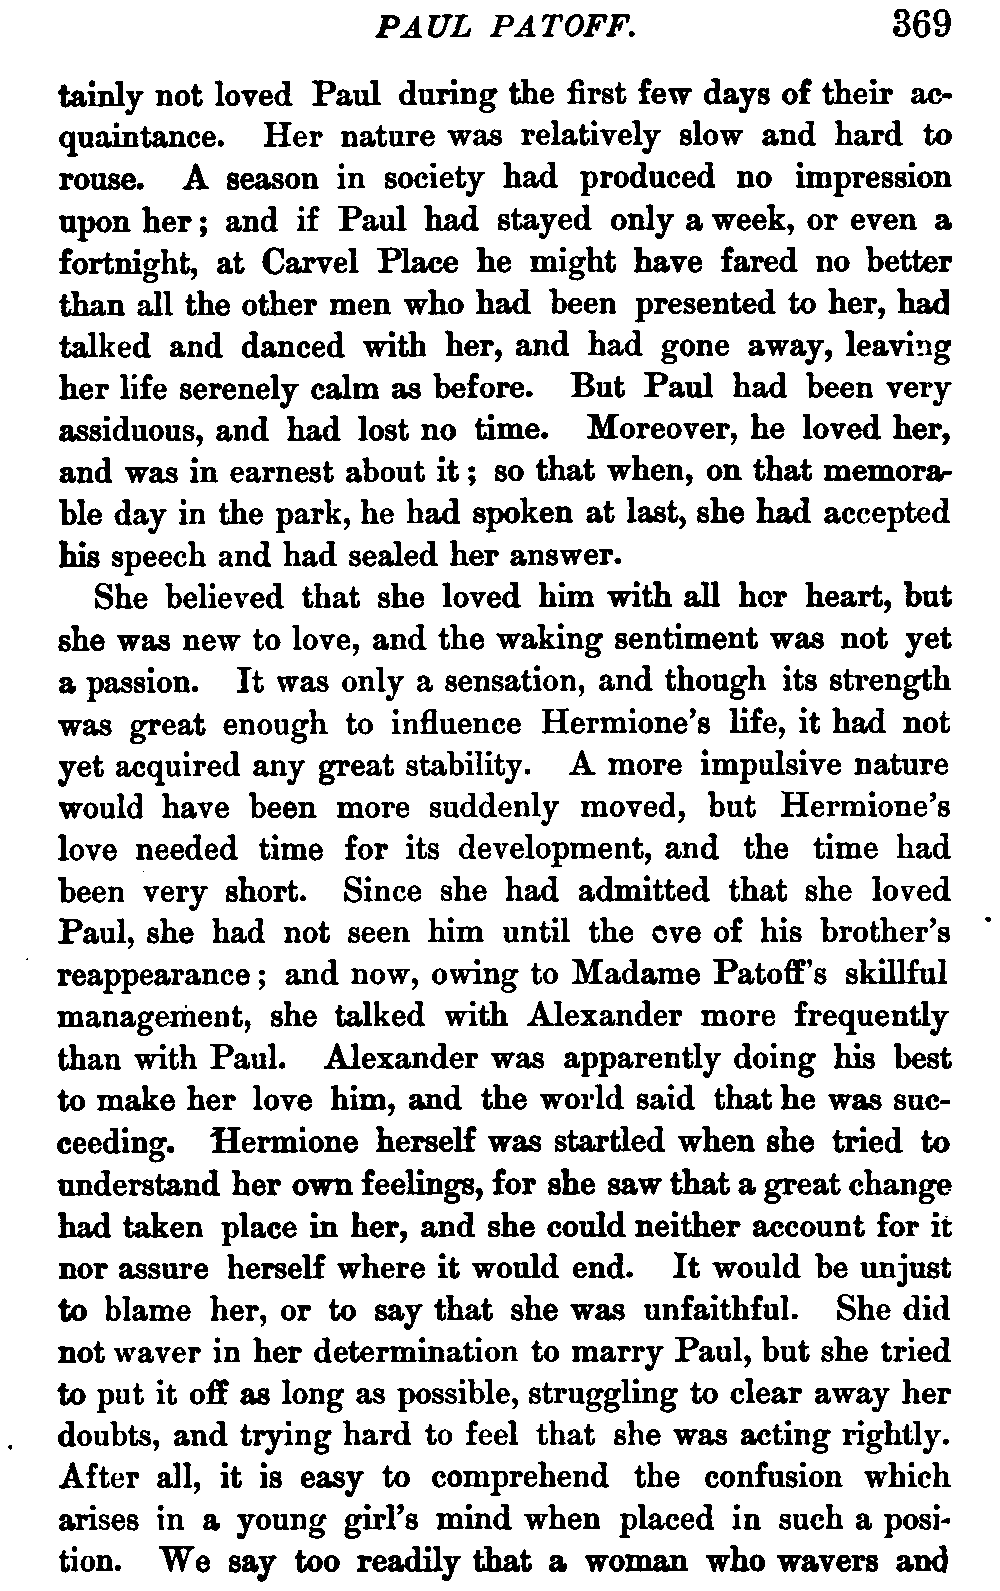 PAUL PATOFF. 369
tainly not loved Paul during the first few days of their ac-
quaintance. Her nature was relatively slow and hard to
rouse. A season in society had produced no impression
upon her; and if Paul had stayed only a week, or even a
fortnight, at Carvel Place he might have fared no better
than all the other men who had been presented to her, had
talked and danced with her, and had gone away, leaving
her life serenely calm as before. But Paul had been very
assiduous, and had lost no time. Moreover, he loved her,
and was in earnest about it; so that when, on that memora-
ble day in the park, he had spoken at last, she had accepted
his speech and had sealed her answer.
She believed that she loved him with all her heart, but
she was new to love, and the waking sentiment was not yet
a passion. It was only a sensation, and though its strength
was great enough to influence Hermione's life, it had not
yet acquired any great stability. A more impulsive nature
would have been more suddenly moved, but Hermione's
love needed time for its development, and the time had
been very short. Since she had admitted that she loved
Paul, she had not seen him until the eve of his brother's
reappearance; and now, owing to Madame Patoff's skillful
management, she talked with Alexander more frequently
than with Paul. Alexander was apparently doing his best
to make her love him, and the world said that he was suc-
ceeding. Hermione herself was startled when she tried to
understand her own feelings, for she saw that a great change
had taken place in her, and she could neither account for it
nor assure herself where it would end. It would be unjust
to blame her, or to say that she was unfaithful. She did
not waver in her determination to marry Paul, but she tried
to put it off as long as possible, struggling to clear away her
doubts, and trying hard to feel that she was acting rightly.
After all, it is easy to comprehend the confusion which
arises in a young girl's mind when placed in such a posi-
tion. We say too readily that a woman who wavers and